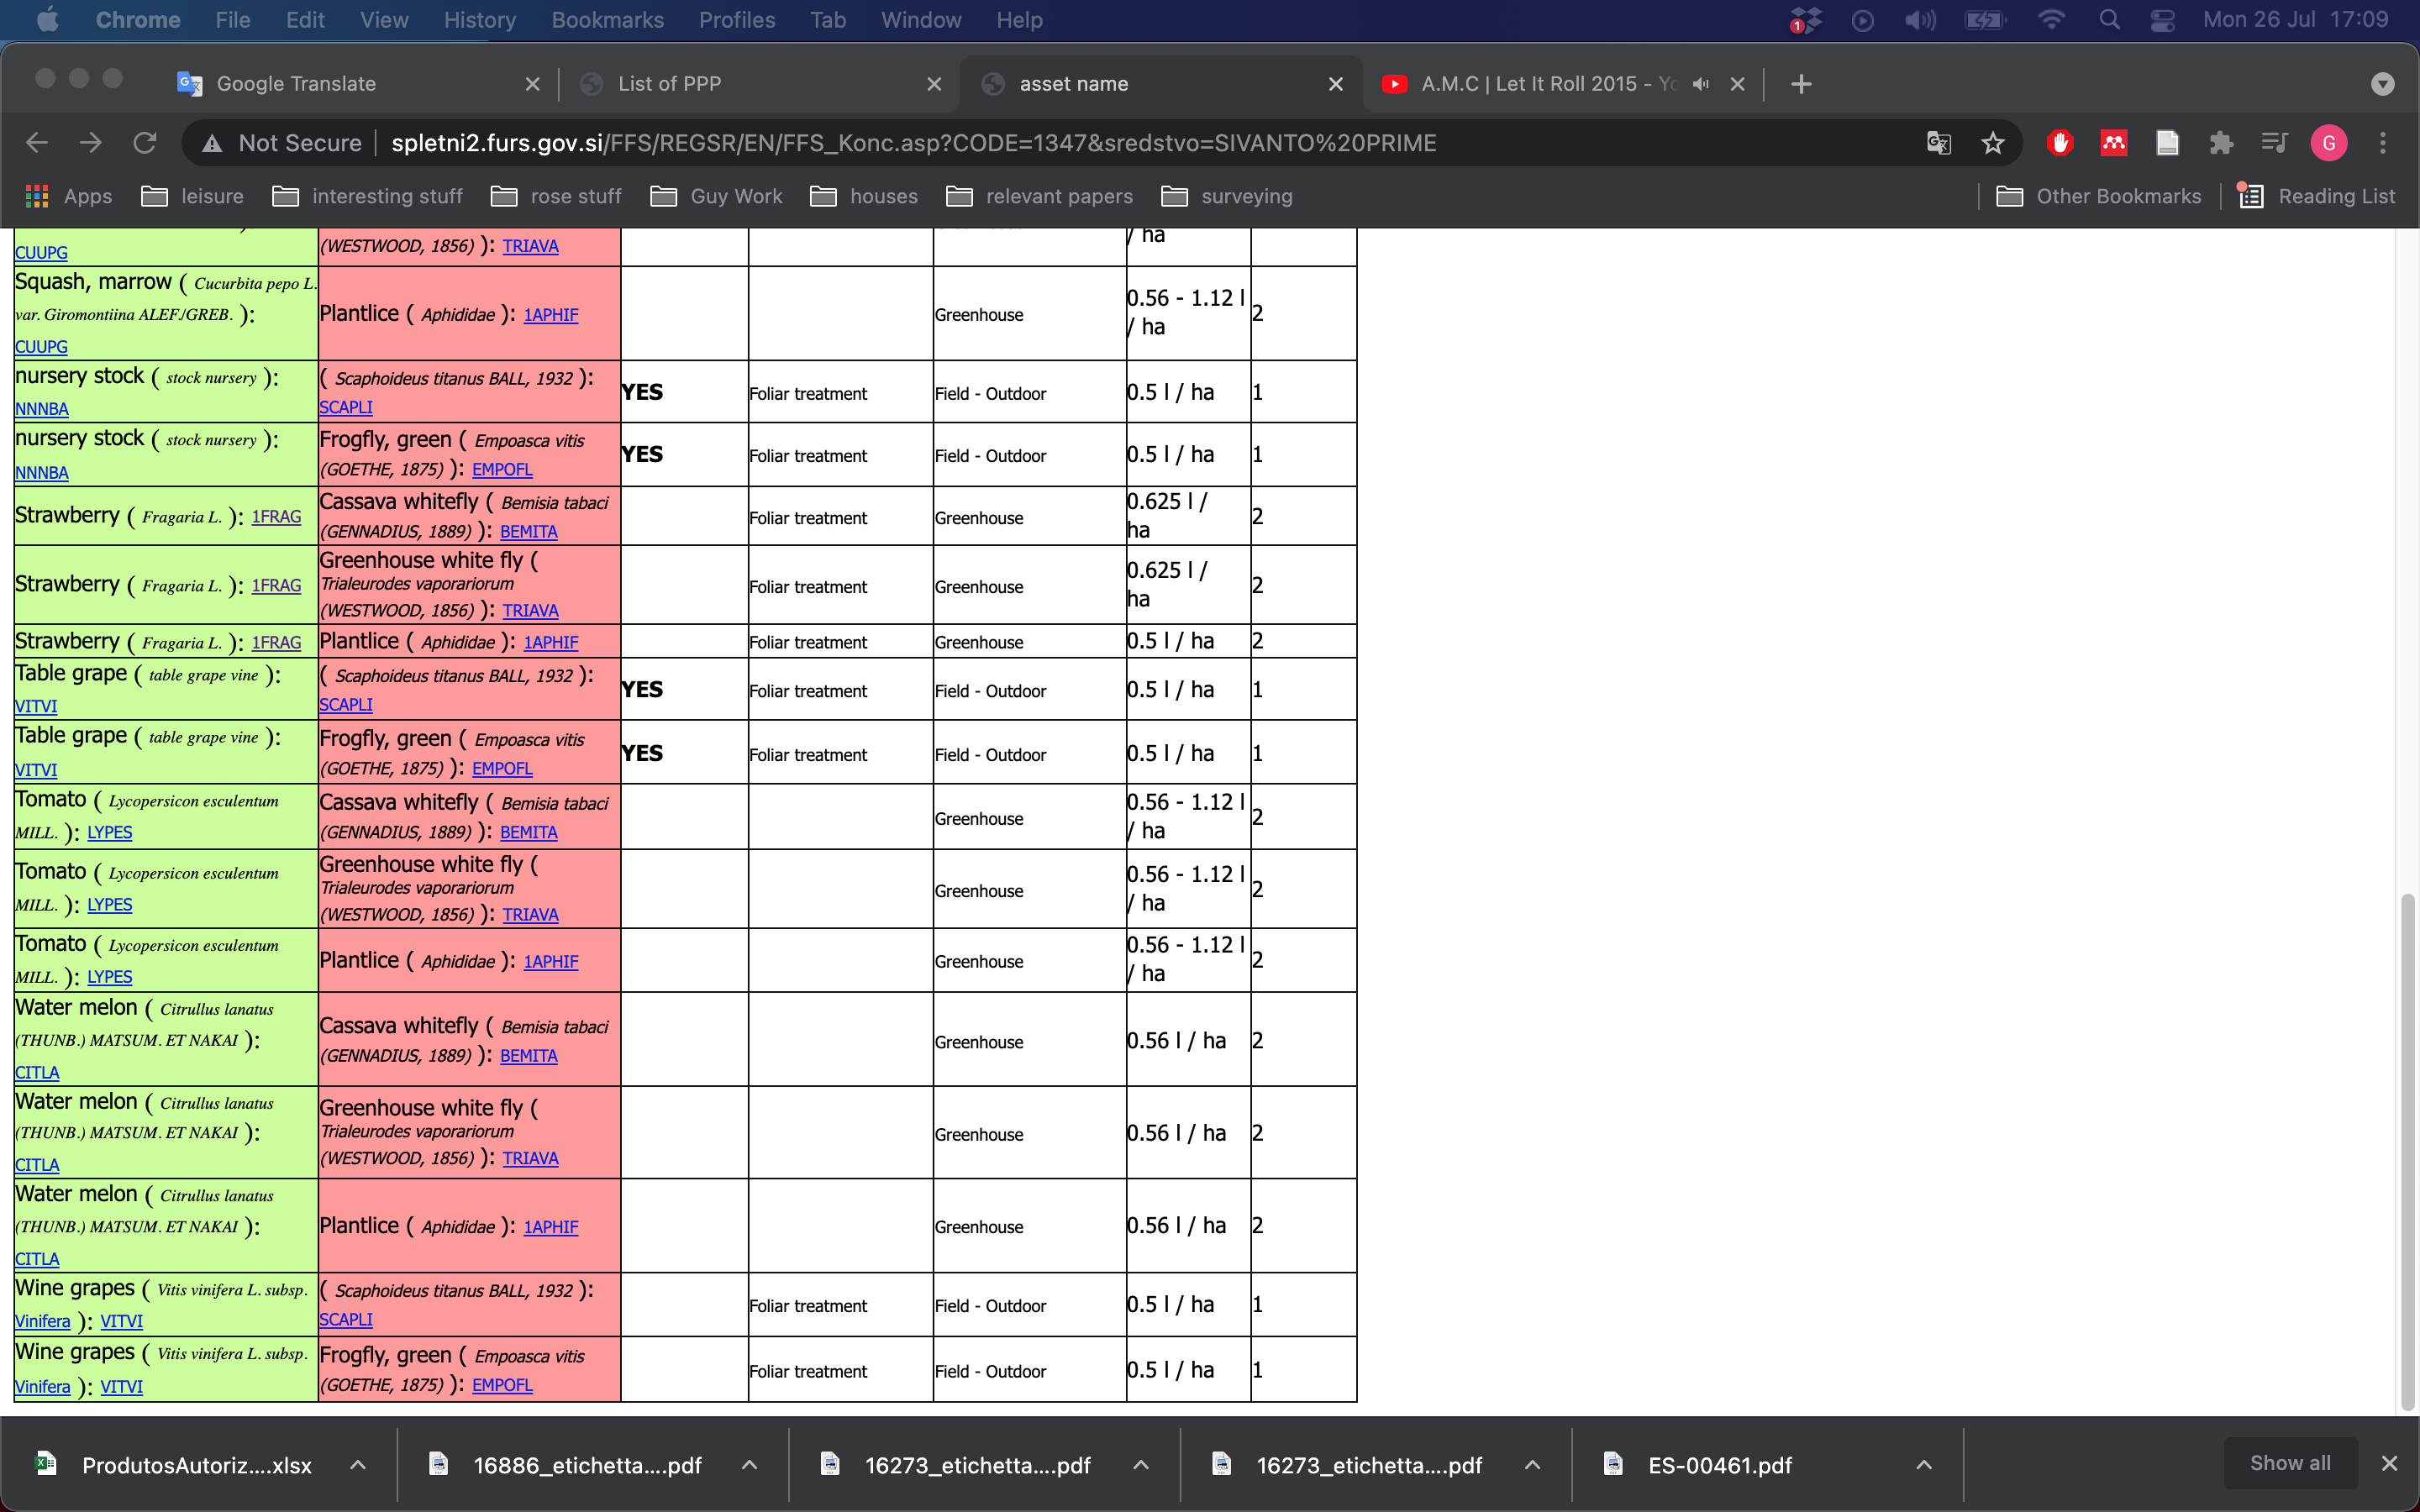 Chrome File Edit View History Bookmarks Profiles Tab Window Help 1 Mon 26 Jul 17:09
Google Translate List of PPP asset name A.M.C | Let It Roll 2015 - Yo
Not Secure spletni2.furs.gov.si/FFS/REGSR/EN/FFS_Konc.asp?CODE=1347&sredstvo=SIVANTO%20PRIME G
Apps leisure interesting stuff rose stuff Guy Work houses relevant papers surveying Other Bookmarks Reading List
CUUPG (WESTWOOD, 1856) ): TRIAVA / ha
Squash, marrow ( Cucurbita pepo L.
var. Giromontiina ALEF./GREB. ):
CUUPG
Plantlice ( Aphididae ): 1APHIF Greenhouse 0.56 - 1.12 l
/ ha
2
nursery stock ( stock nursery ):
NNNBA
( Scaphoideus titanus BALL, 1932 ):
SCAPLI
YES Foliar treatment Field - Outdoor 0.5 l / ha 1
nursery stock ( stock nursery ):
NNNBA
Frogfly, green ( Empoasca vitis
(GOETHE, 1875) ): EMPOFL
YES Foliar treatment Field - Outdoor 0.5 l / ha 1
Strawberry ( Fragaria L. ): 1FRAG
Cassava whitefly ( Bemisia tabaci
(GENNADIUS, 1889) ): BEMITA
Foliar treatment Greenhouse 0.625 l /
ha
2
Strawberry ( Fragaria L. ): 1FRAG
Greenhouse white fly (
Trialeurodes vaporariorum
(WESTWOOD, 1856) ): TRIAVA
Foliar treatment Greenhouse 0.625 l /
ha
2
Strawberry ( Fragaria L. ): 1FRAG Plantlice ( Aphididae ): 1APHIF Foliar treatment Greenhouse 0.5 l / ha 2
Table grape ( table grape vine ):
VITVI
( Scaphoideus titanus BALL, 1932 ):
SCAPLI
YES Foliar treatment Field - Outdoor 0.5 l / ha 1
Table grape ( table grape vine ):
VITVI
Frogfly, green ( Empoasca vitis
(GOETHE, 1875) ): EMPOFL
YES Foliar treatment Field - Outdoor 0.5 l / ha 1
Tomato ( Lycopersicon esculentum
MILL. ): LYPES
Cassava whitefly ( Bemisia tabaci
(GENNADIUS, 1889) ): BEMITA
Greenhouse 0.56 - 1.12 l
/ ha
2
Tomato ( Lycopersicon esculentum
MILL. ): LYPES
Greenhouse white fly (
Trialeurodes vaporariorum
(WESTWOOD, 1856) ): TRIAVA
Greenhouse 0.56 - 1.12 l
/ ha
2
Tomato ( Lycopersicon esculentum
MILL. ): LYPES
Plantlice ( Aphididae ): 1APHIF Greenhouse 0.56 - 1.12 l
/ ha
2
Water melon ( Citrullus lanatus
(THUNB.) MATSUM. ET NAKAI ):
CITLA
Cassava whitefly ( Bemisia tabaci
(GENNADIUS, 1889) ): BEMITA
Greenhouse 0.56 l / ha 2
Water melon ( Citrullus lanatus
(THUNB.) MATSUM. ET NAKAI ):
CITLA
Greenhouse white fly (
Trialeurodes vaporariorum
(WESTWOOD, 1856) ): TRIAVA
Greenhouse 0.56 l / ha 2
Water melon ( Citrullus lanatus
(THUNB.) MATSUM. ET NAKAI ):
CITLA
Plantlice ( Aphididae ): 1APHIF Greenhouse 0.56 l / ha 2
Wine grapes ( Vitis vinifera L. subsp.
Vinifera ): VITVI
( Scaphoideus titanus BALL, 1932 ):
SCAPLI
Foliar treatment Field - Outdoor 0.5 l / ha 1
Wine grapes ( Vitis vinifera L. subsp.
Vinifera ): VITVI
Frogfly, green ( Empoasca vitis
(GOETHE, 1875) ): EMPOFL
Foliar treatment Field - Outdoor 0.5 l / ha 1
ProdutosAutoriz....xlsx 16886_etichetta....pdf 16273_etichetta....pdf 16273_etichetta....pdf ES-00461.pdf Show all